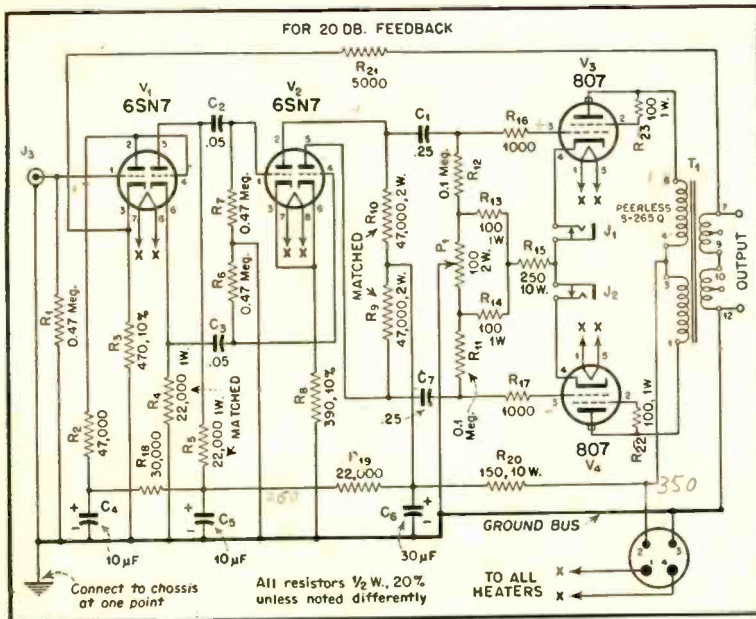 FOR 20 DB. FEEDBACK
R21
5000
V1
6SN7
C2
.05
V2
6SN7
C1
.25
R16
1000
V3
807
R23
100
1W.
T1
J3
R7
0.47 Meg.
R12
0.1 Meg.
R13
100
1W
R10
47,000, 2W.
MATCHED
P1
100
2W.
R15
250
10W.
J1
J2
PEERLESS
S-265Q
OUTPUT
R1
0.47 Meg.
R6
0.47 Meg.
R14
100
1W
R9
47,000, 2W.
R3
470, 10%
C3
.05
R11
0.1
Meg.
C7
.25
R17
1000
R4
22,000 1W.
MATCHED
R5
22,000 1W.
R8
390, 10%
R2
47,000
R18
30,000
R19
22,000
R20
150, 10W.
807
V4
R22
100, 1W
350
C4
10µF
C5
10µF
C6
30µF
GROUND BUS
Connect to chassis
at one point
All resistors ½ W., 20%
unless noted differently
TO ALL
HEATERS
X
X
2
3
1
4